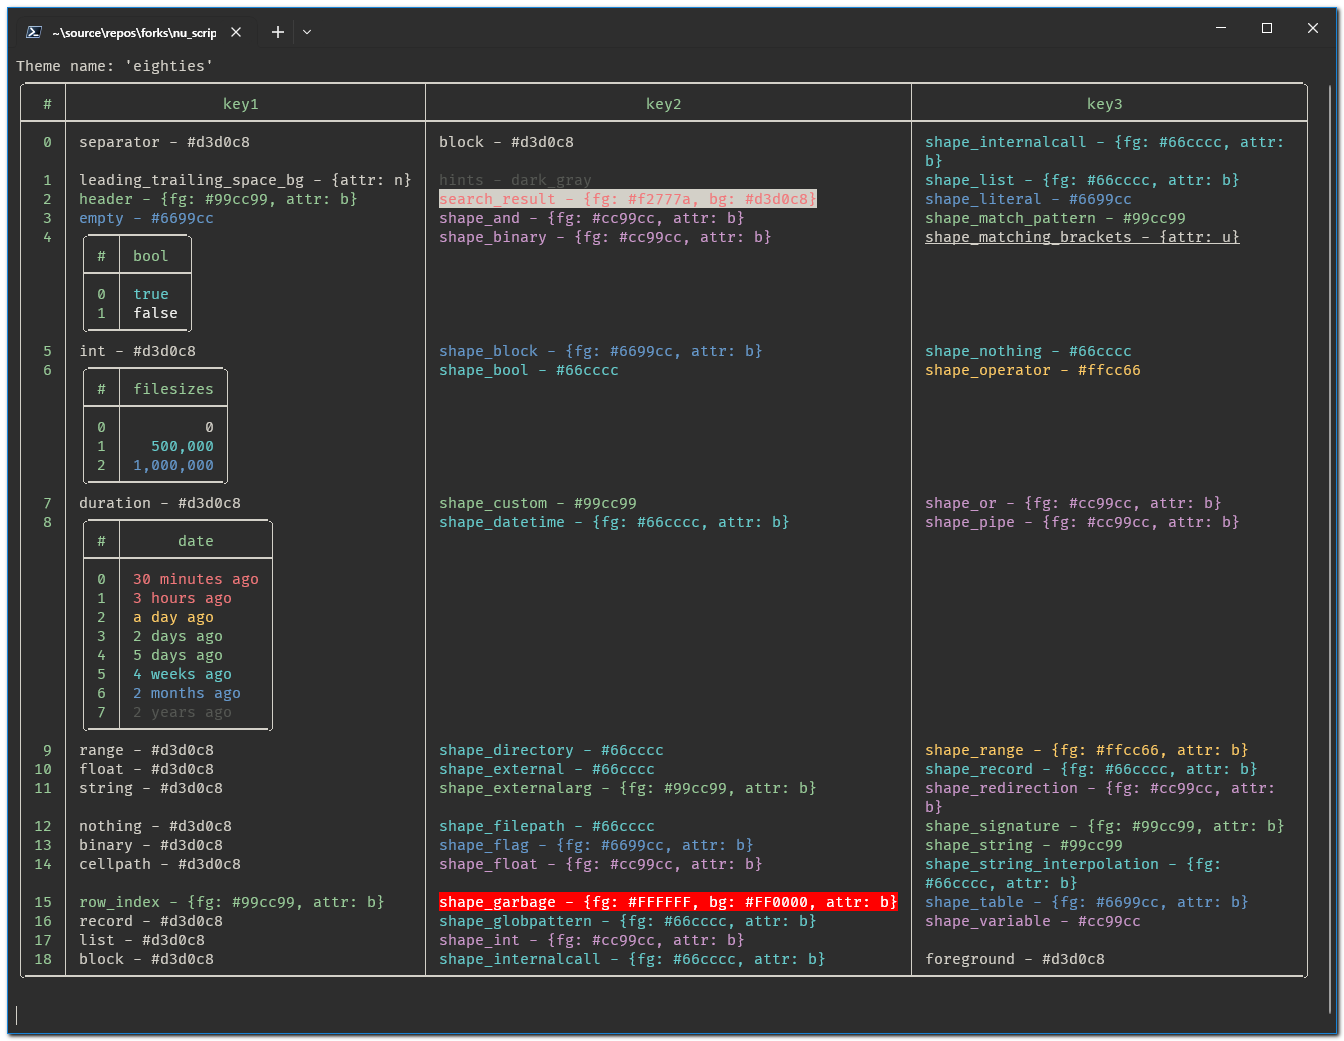 ~\source\repos\forks\nu_scrip
Theme name: 'eighties'
# key1 key2 key3
0 separator - #d3d0c8 block - #d3d0c8 shape_internalcall - {fg: #66cccc, attr:
b}
1 leading_trailing_space_bg - {attr: n} hints - dark_gray shape_list - {fg: #66cccc, attr: b}
2 header - {fg: #99cc99, attr: b} search_result - {fg: #f2777a, bg: #d3d0c8} shape_literal - #6699cc
3 empty - #6699cc shape_and - {fg: #cc99cc, attr: b} shape_match_pattern - #99cc99
4 shape_binary - {fg: #cc99cc, attr: b} shape_matching_brackets - {attr: u}
# bool
0 true
1 false
5 int - #d3d0c8 shape_block - {fg: #6699cc, attr: b} shape_nothing - #66cccc
6 shape_bool - #66cccc shape_operator - #ffcc66
# filesizes
0 0
1 500,000
2 1,000,000
7 duration - #d3d0c8 shape_custom - #99cc99 shape_or - {fg: #cc99cc, attr: b}
8 shape_datetime - {fg: #66cccc, attr: b} shape_pipe - {fg: #cc99cc, attr: b}
# date
0 30 minutes ago
1 3 hours ago
2 a day ago
3 2 days ago
4 5 days ago
5 4 weeks ago
6 2 months ago
7 2 years ago
9 range - #d3d0c8 shape_directory - #66cccc shape_range - {fg: #ffcc66, attr: b}
10 float - #d3d0c8 shape_external - #66cccc shape_record - {fg: #66cccc, attr: b}
11 string - #d3d0c8 shape_externalarg - {fg: #99cc99, attr: b} shape_redirection - {fg: #cc99cc, attr:
b}
12 nothing - #d3d0c8 shape_filepath - #66cccc shape_signature - {fg: #99cc99, attr: b}
13 binary - #d3d0c8 shape_flag - {fg: #6699cc, attr: b} shape_string - #99cc99
14 cellpath - #d3d0c8 shape_float - {fg: #cc99cc, attr: b} shape_string_interpolation - {fg:
#66cccc, attr: b}
15 row_index - {fg: #99cc99, attr: b} shape_garbage - {fg: #FFFFFF, bg: #FF0000, attr: b} shape_table - {fg: #6699cc, attr: b}
16 record - #d3d0c8 shape_globpattern - {fg: #66cccc, attr: b} shape_variable - #cc99cc
17 list - #d3d0c8 shape_int - {fg: #cc99cc, attr: b}
18 block - #d3d0c8 shape_internalcall - {fg: #66cccc, attr: b} foreground - #d3d0c8